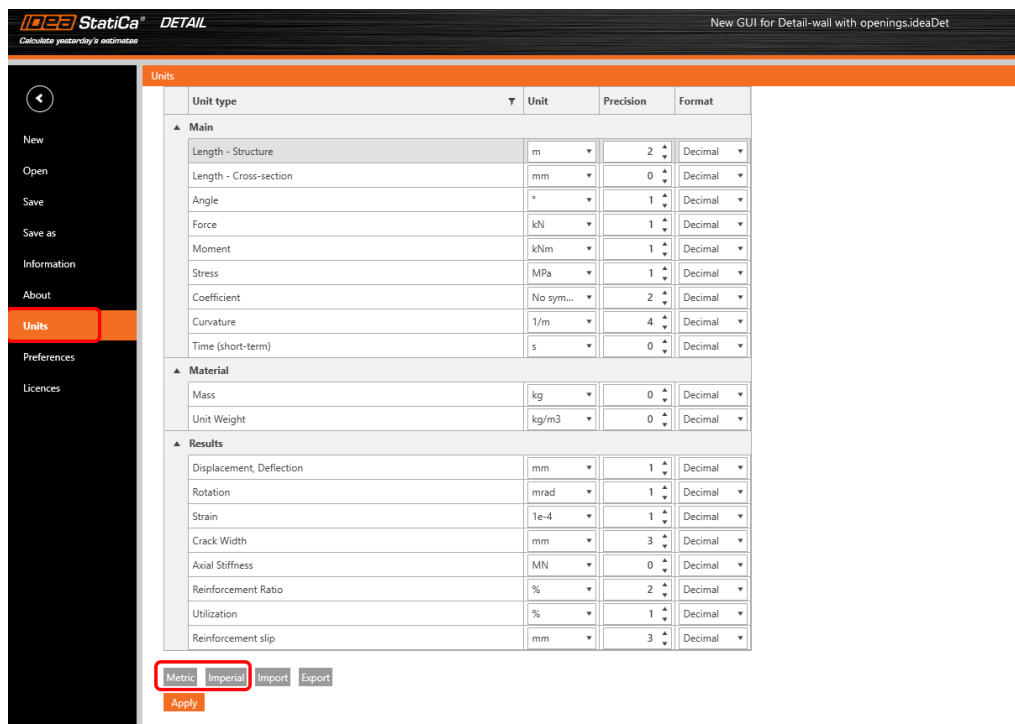 IDEA StatiCa® DETAIL
Calculate yesterday's estimates
New GUI for Detail-wall with openings.ideaDet
Units
New
Open
Save
Save as
Information
About
Units
Preferences
Licences
Unit type Unit Precision Format
Main
Length - Structure m 2 Decimal
Length - Cross-section mm 0 Decimal
Angle ° 1 Decimal
Force kN 1 Decimal
Moment kNm 1 Decimal
Stress MPa 1 Decimal
Coefficient No sym... 2 Decimal
Curvature 1/m 4 Decimal
Time (short-term) s 0 Decimal
Material
Mass kg 0 Decimal
Unit Weight kg/m3 0 Decimal
Results
Displacement, Deflection mm 1 Decimal
Rotation mrad 1 Decimal
Strain 1e-4 1 Decimal
Crack Width mm 3 Decimal
Axial Stiffness MN 0 Decimal
Reinforcement Ratio % 2 Decimal
Utilization % 1 Decimal
Reinforcement slip mm 3 Decimal
Metric Imperial Import Export
Apply